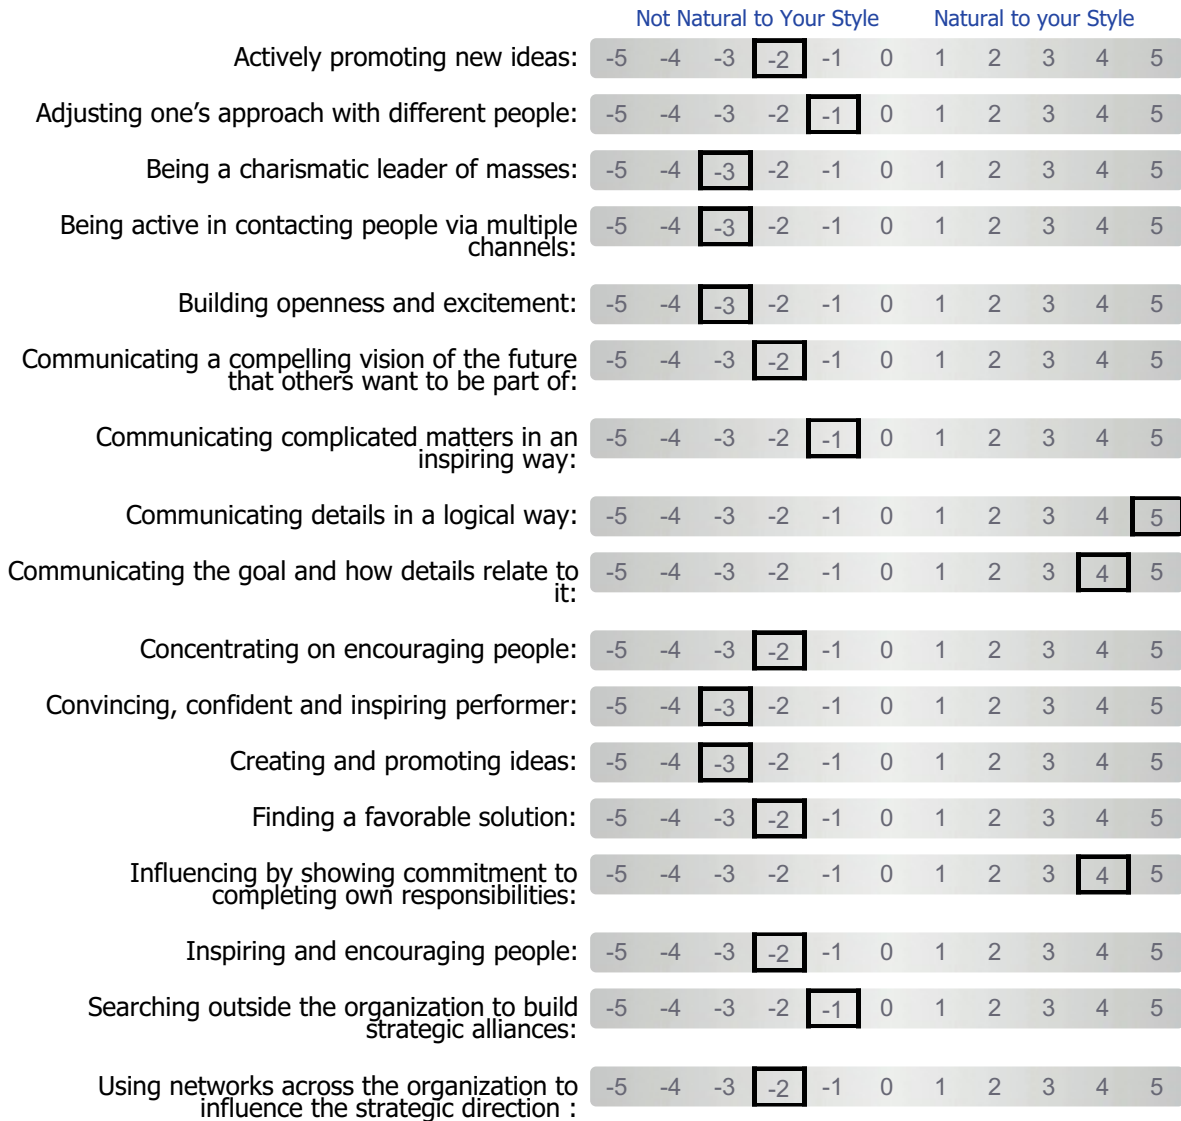 Not Natural to Your Style Natural to your Style
Actively promoting new ideas: -5 -4 -3 -2 -1 0 1 2 3 4 5
Adjusting one’s approach with different people: -5 -4 -3 -2 -1 0 1 2 3 4 5
Being a charismatic leader of masses: -5 -4 -3 -2 -1 0 1 2 3 4 5
Being active in contacting people via multiple
channels: -5 -4 -3 -2 -1 0 1 2 3 4 5
Building openness and excitement: -5 -4 -3 -2 -1 0 1 2 3 4 5
Communicating a compelling vision of the future
that others want to be part of: -5 -4 -3 -2 -1 0 1 2 3 4 5
Communicating complicated matters in an
inspiring way: -5 -4 -3 -2 -1 0 1 2 3 4 5
Communicating details in a logical way: -5 -4 -3 -2 -1 0 1 2 3 4 5
Communicating the goal and how details relate to
it: -5 -4 -3 -2 -1 0 1 2 3 4 5
Concentrating on encouraging people: -5 -4 -3 -2 -1 0 1 2 3 4 5
Convincing, confident and inspiring performer: -5 -4 -3 -2 -1 0 1 2 3 4 5
Creating and promoting ideas: -5 -4 -3 -2 -1 0 1 2 3 4 5
Finding a favorable solution: -5 -4 -3 -2 -1 0 1 2 3 4 5
Influencing by showing commitment to
completing own responsibilities: -5 -4 -3 -2 -1 0 1 2 3 4 5
Inspiring and encouraging people: -5 -4 -3 -2 -1 0 1 2 3 4 5
Searching outside the organization to build
strategic alliances: -5 -4 -3 -2 -1 0 1 2 3 4 5
Using networks across the organization to
influence the strategic direction : -5 -4 -3 -2 -1 0 1 2 3 4 5